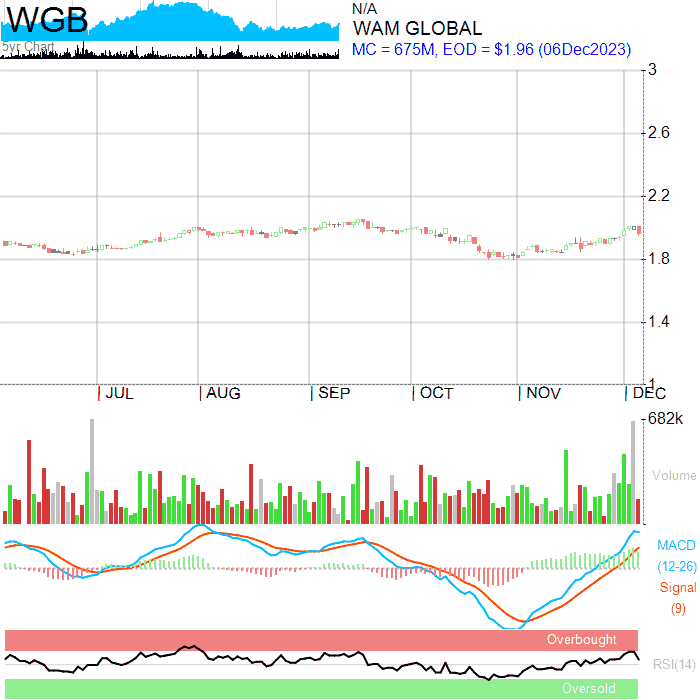 WGB
5yr Chart
N/A
WAM GLOBAL
MC = 675M, EOD = $1.96 (06Dec2023)
3
2.6
2.2
1.8
1.4
1
JUL AUG SEP OCT NOV DEC
682k
Volume
MACD
(12-26)
Signal
(9)
Overbought
RSI(14)
Oversold